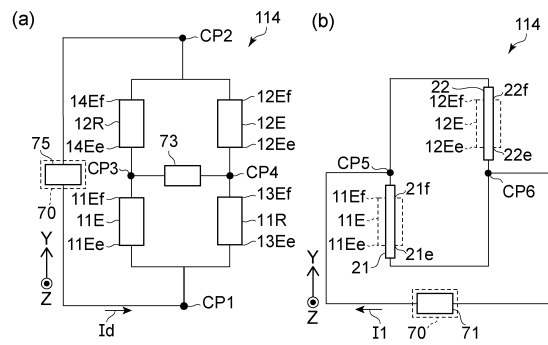 (a)
114
CP2
14Ef
12R
14Ee
12Ef
12E
12Ee
75
73
CP3
CP4
70
11Ef
11E
11Ee
13Ef
11R
13Ee
Y
Z
CP1
Id
(b)
114
22
22f
12Ef
12E
12Ee
22e
CP5
CP6
11Ef
11E
11Ee
21f
21e
21
Y
Z
I1
70
71